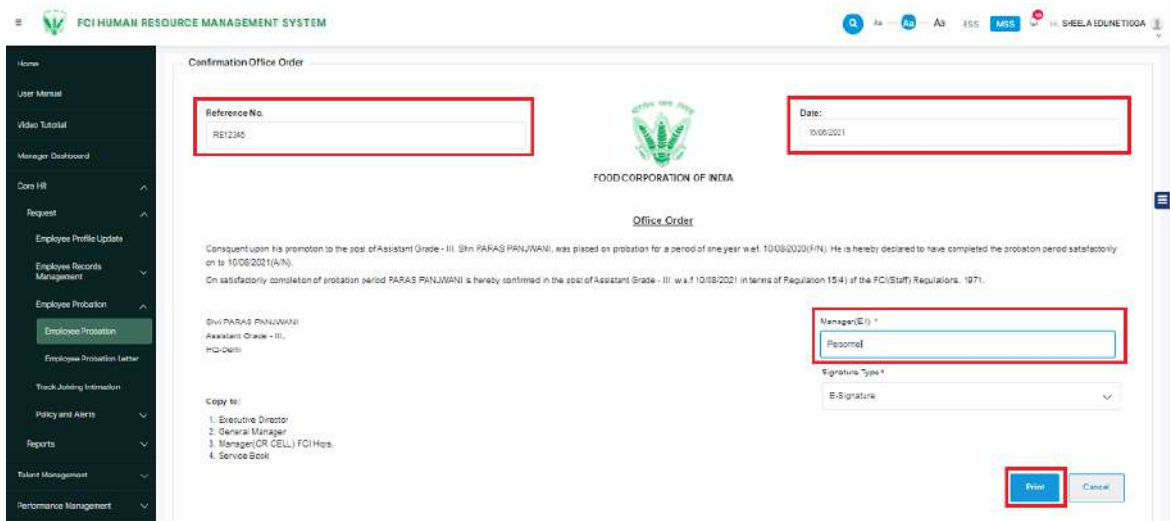 FCI HUMAN RESOURCE MANAGEMENT SYSTEM
Aa Aa Aa ESS MSS SHEELA EDLINETIGGA
Home
User Manual
Video Tutorial
Manager Dashboard
Core HR
Request
Employee Profile Update
Employee Records
Management
Employee Probation
Employee Probation
Employee Probation Letter
Track Joining Intimation
Policy and Alerts
Reports
Talent Management
Performance Management
Confirmation Office Order
Reference No.
RE12345
Date:
FOOD CORPORATION OF INDIA
Office Order
Consquent upon his promotion to the post of Assistant Grade - III, Shri PARAS PANJWANI, was placed on probation for a period of one year w.e.f. 10/08/2020(F/N). He is hereby declared to have completed the probation period satisfactorily
on to 10/08/2021(A/N).
On satisfactorily completion of probation period PARAS PANJWANI is hereby confirmed in the post of Assistant Grade - III w.e.f 10/08/2021 in terms of Regulation 15(4) of the FCI(Staff) Regulations, 1971.
Shri PARAS PANJWANI
Assistant Grade - III,
HQ-Delhi
Manager(E.I) *
Personnel
Signature Type *
E-Signature
Copy to:
1. Executive Director
2. General Manager
3. Manager(CR CELL) FCI Hqrs.
4. Service Book
Print Cancel